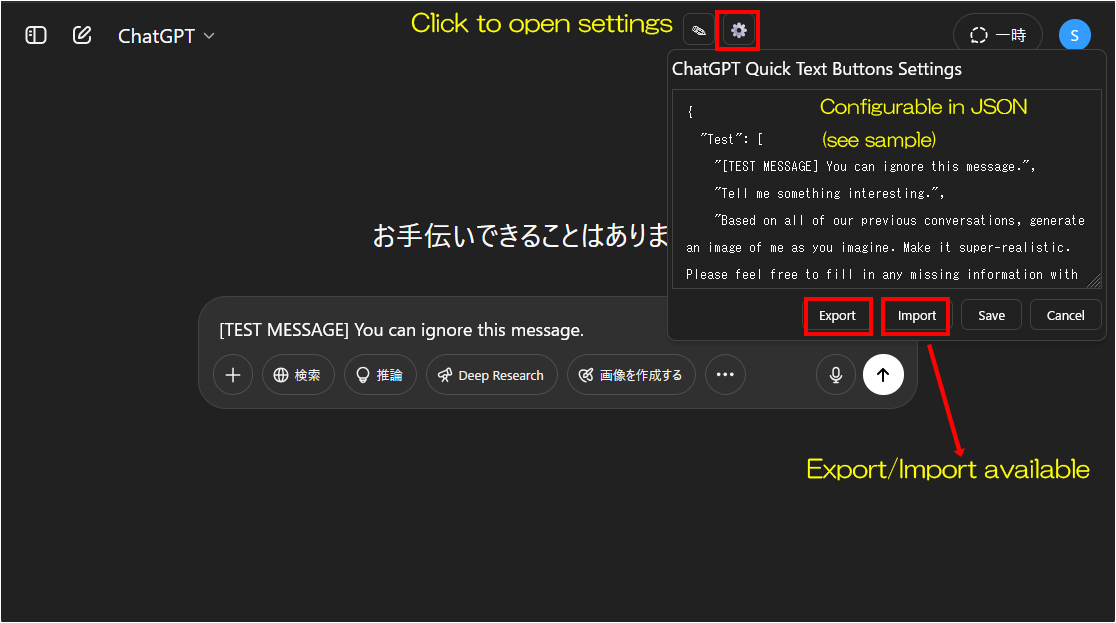 Click to open settings
ChatGPT
一時
S
ChatGPT Quick Text Buttons Settings
{
Configurable in JSON
"Test": [
(see sample)
"[TEST MESSAGE] You can ignore this message.",
"Tell me something interesting.",
"Based on all of our previous conversations, generate
an image of me as you imagine. Make it super-realistic.
Please feel free to fill in any missing information with
お手伝いできることはありま
Export
Import
Save
Cancel
[TEST MESSAGE] You can ignore this message.
検索
推論
Deep Research
画像を作成する
Export/Import available